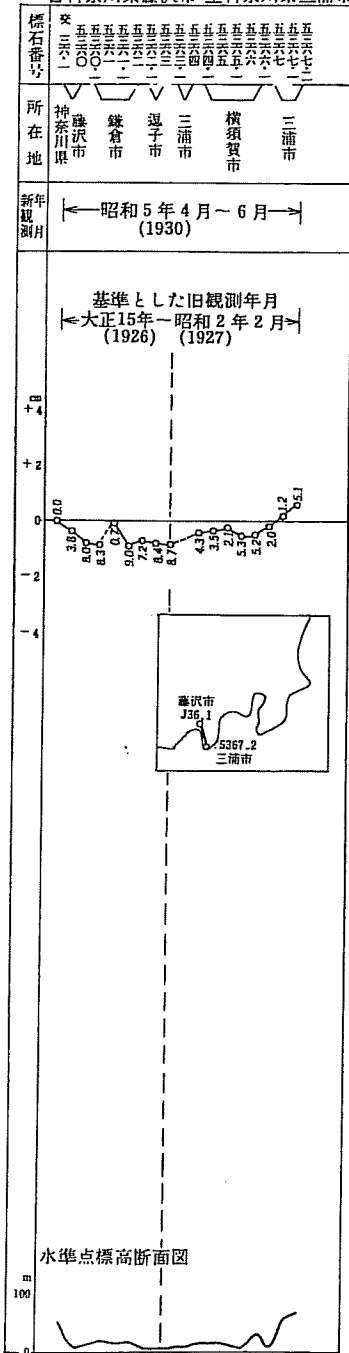 標石番号
交三六・一
所在地
神奈川県
藤沢市
鎌倉市
逗子市
三浦市
横須賀市
三浦市
新観測年月
昭和5年4月～6月
(1930)
基準とした旧観測年月
大正15年～昭和2年2月
(1926) (1927)
+4
+2
0
-2
-4
0.0
3.8
8.0
8.3
0.7
9.0
7.2
8.4
8.7
4.3
3.5
2.1
5.3
5.2
2.0
1.2
5.1
藤沢市
J36.1
5367-2
三浦市
水準点標高断面図
m
100
0